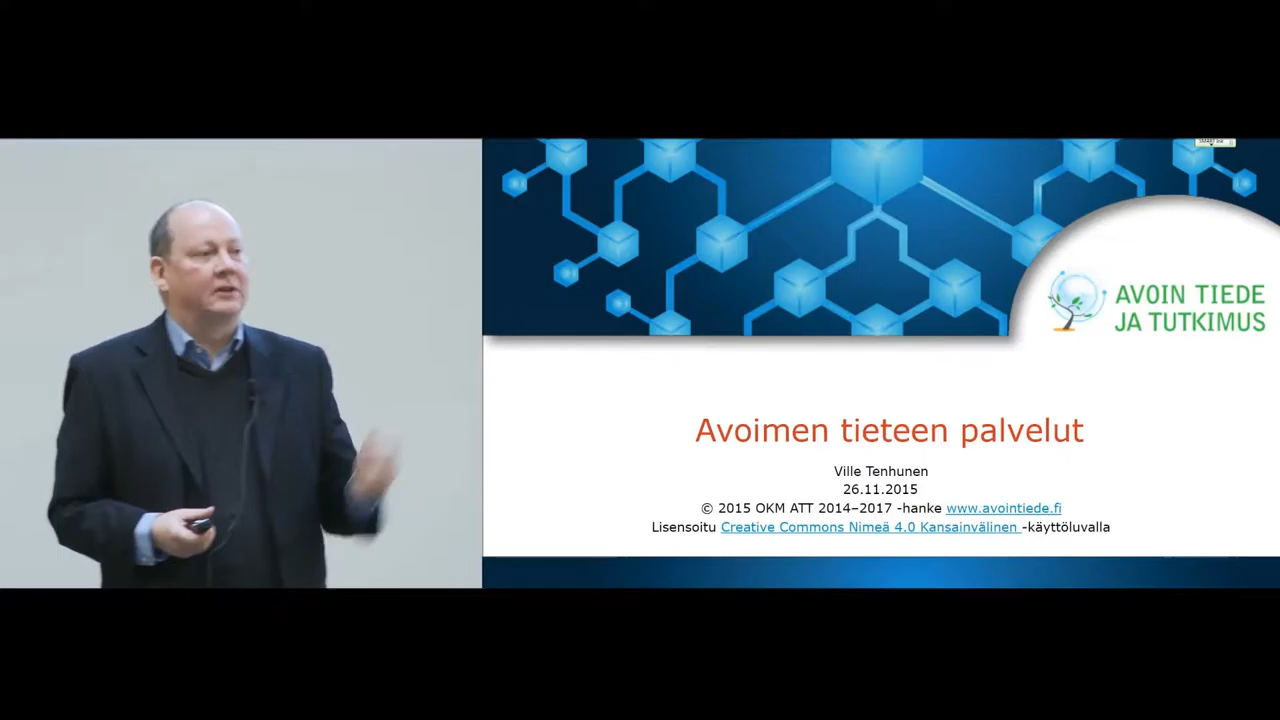 AVOIN TIEDE
JA TUTKIMUS
Avoimen tieteen palvelut
Ville Tenhunen
26.11.2015
© 2015 OKM ATT 2014–2017 -hanke www.avointiede.fi
Lisensoitu Creative Commons Nimeä 4.0 Kansainvälinen -käyttöluvalla